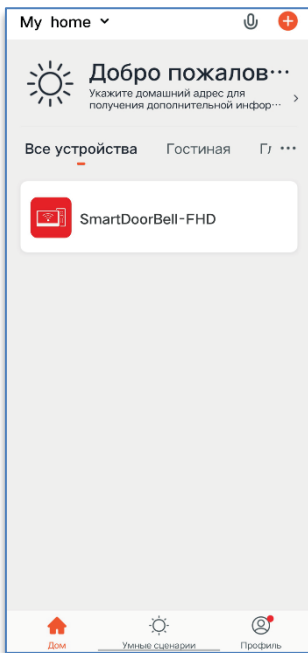 My home
Добро пожалов...
Укажите домашний адрес для
получения дополнительной инфор...
Все устройства Гостиная Гл ...
SmartDoorBell-FHD
Дом Умные сценарии Профиль